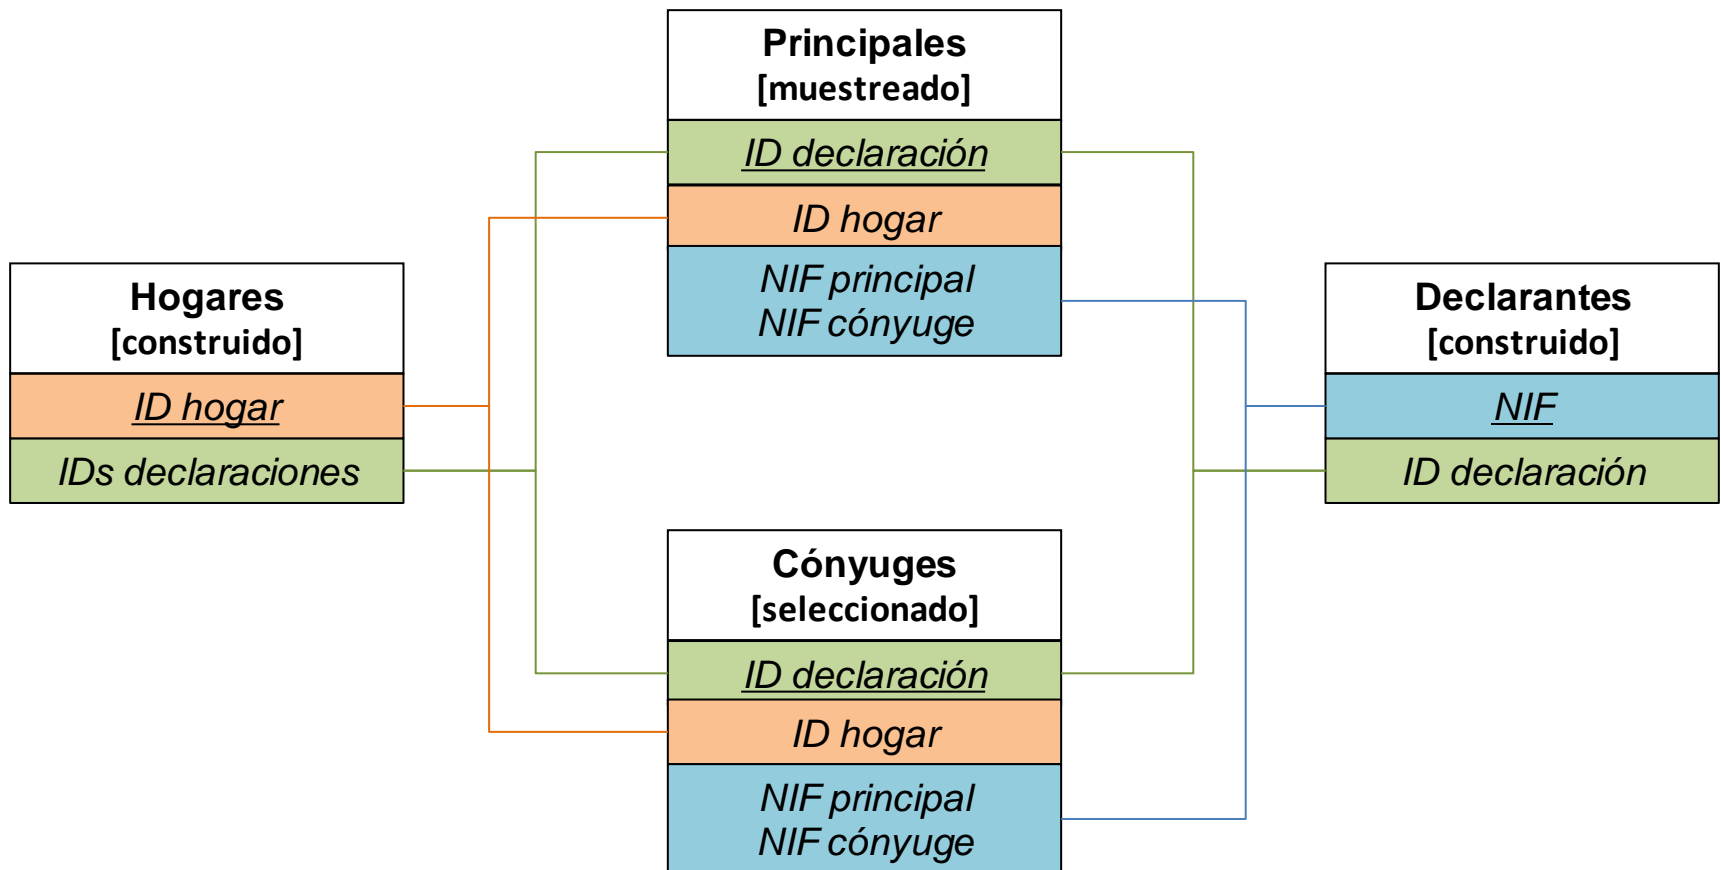 Principales
[muestreado]
ID declaración
ID hogar
NIF principal
NIF cónyuge
Hogares
[construido]
ID hogar
IDs declaraciones
Declarantes
[construido]
NIF
ID declaración
Cónyuges
[seleccionado]
ID declaración
ID hogar
NIF principal
NIF cónyuge